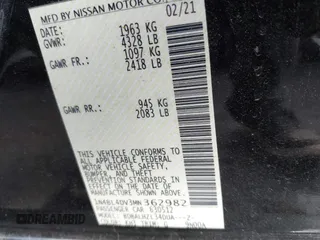 MFD BY NISSAN MOTOR CO
DATE: 02/21
GVWR: 1963 KG
4328 LB
GAWR FR: 1097 KG
2418 LB
GAWR RR: 945 KG
2083 LB
THIS VEHICLE CONFORMS TO ALL
APPLICABLE FEDERAL MOTOR VEHICLE
SAFETY, BUMPER, AND THEFT PREVENTION
STANDARDS IN EFFECT ON THE DATE OF
MANUFACTURE SHOWN ABOVE.
1N4BL4DV3MN362982
PASSENGER CAR
DREAMBID